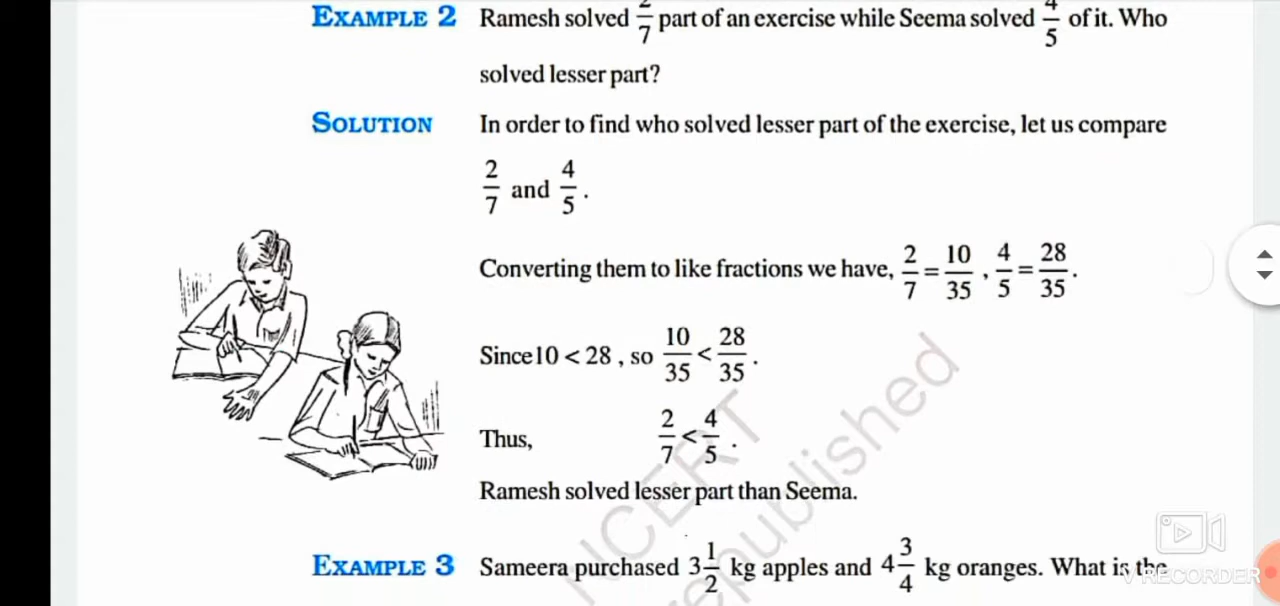 EXAMPLE 2 Ramesh solved 2/7 part of an exercise while Seema solved 4/5 of it. Who
solved lesser part?
SOLUTION In order to find who solved lesser part of the exercise, let us compare
2/7 and 4/5.
Converting them to like fractions we have, 2/7 = 10/35, 4/5 = 28/35.
Since 10 < 28, so 10/35 < 28/35.
Thus, 2/7 < 4/5.
Ramesh solved lesser part than Seema.
EXAMPLE 3 Sameera purchased 3 1/2 kg apples and 4 3/4 kg oranges. What is the
NCERT
republished
V RECORDER